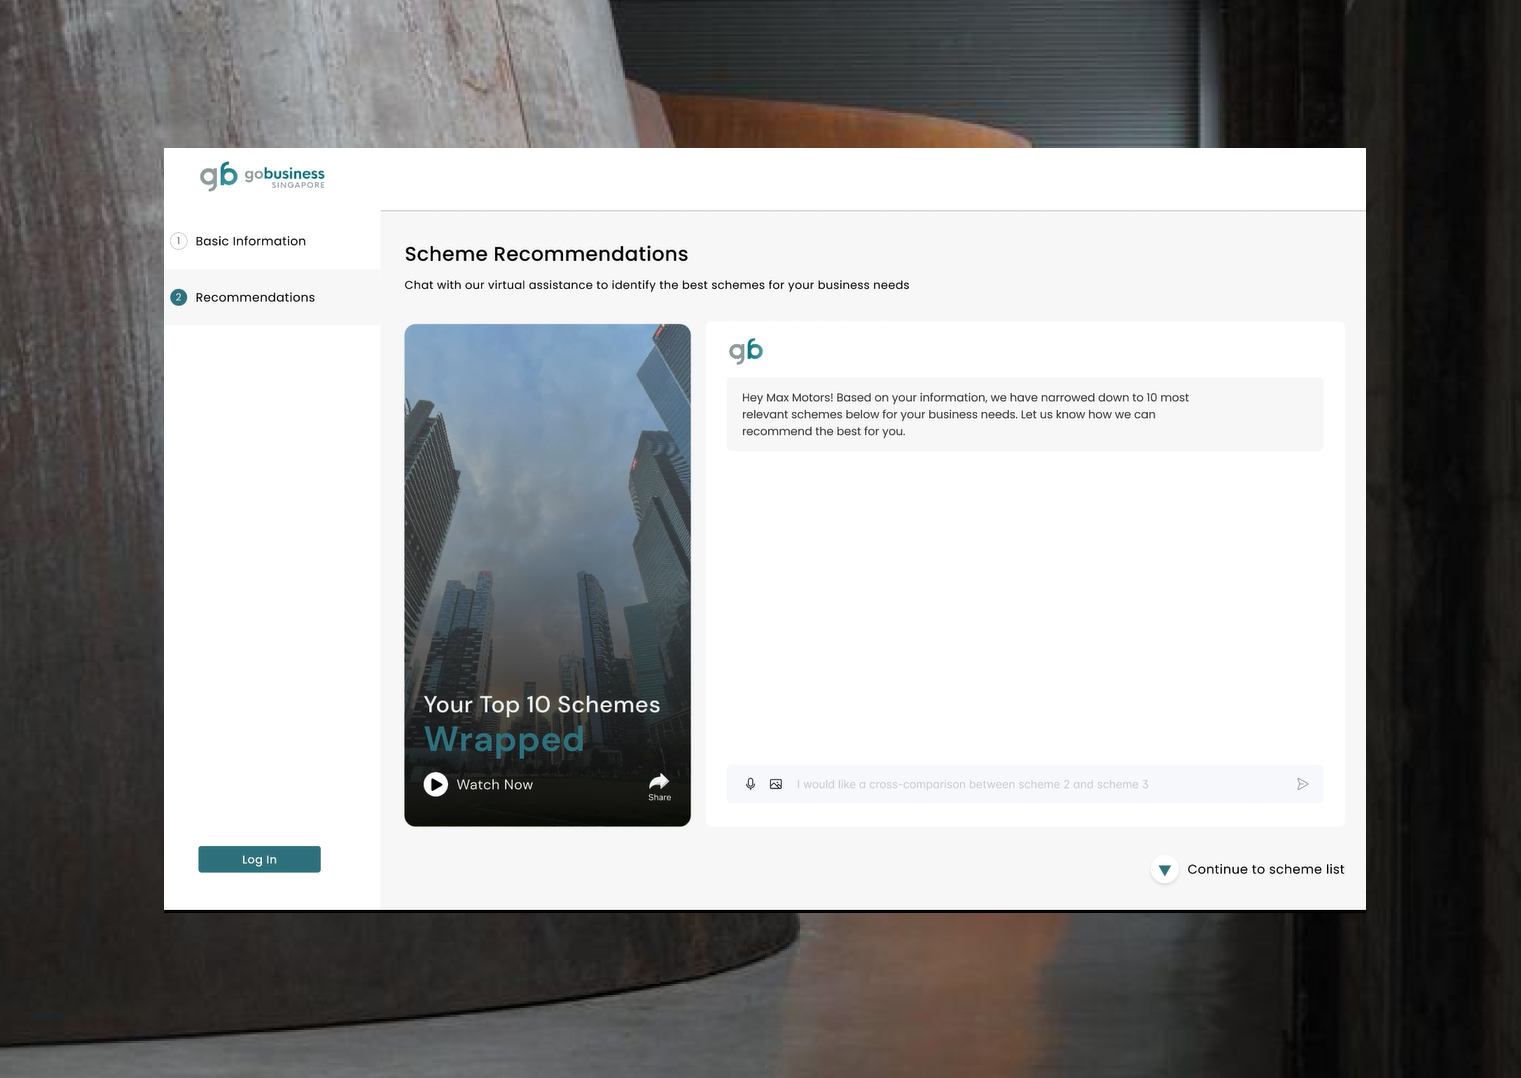 gb gobusiness
SINGAPORE
1 Basic Information
2 Recommendations
Log In
Scheme Recommendations
Chat with our virtual assistance to identify the best schemes for your business needs
Your Top 10 Schemes
Wrapped
Watch Now
Share
gb
Hey Max Motors! Based on your information, we have narrowed down to 10 most
relevant schemes below for your business needs. Let us know how we can
recommend the best for you.
I would like a cross-comparison between scheme 2 and scheme 3
Continue to scheme list